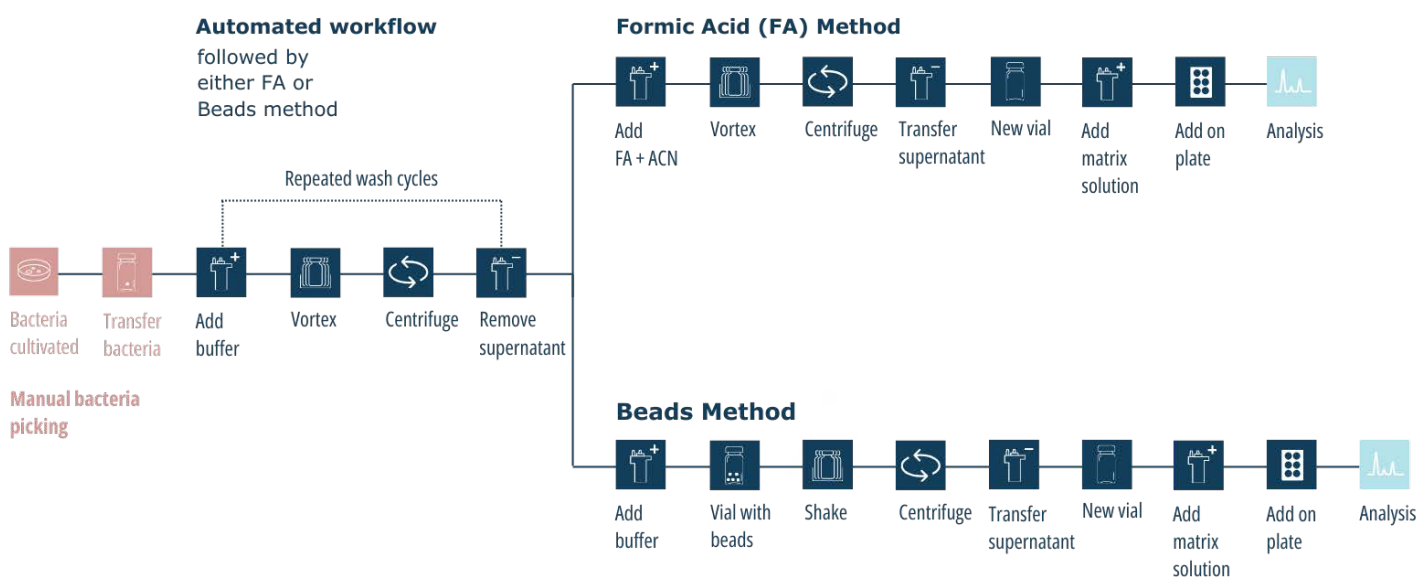 Automated workflow
followed by
either FA or
Beads method
Formic Acid (FA) Method
Add
FA + ACN
Vortex
Centrifuge
Transfer
supernatant
New vial
Add
matrix
solution
Add on
plate
Analysis
Repeated wash cycles
Bacteria
cultivated
Transfer
bacteria
Add
buffer
Vortex
Centrifuge
Remove
supernatant
Manual bacteria
picking
Beads Method
Add
buffer
Vial with
beads
Shake
Centrifuge
Transfer
supernatant
New vial
Add
matrix
solution
Add on
plate
Analysis